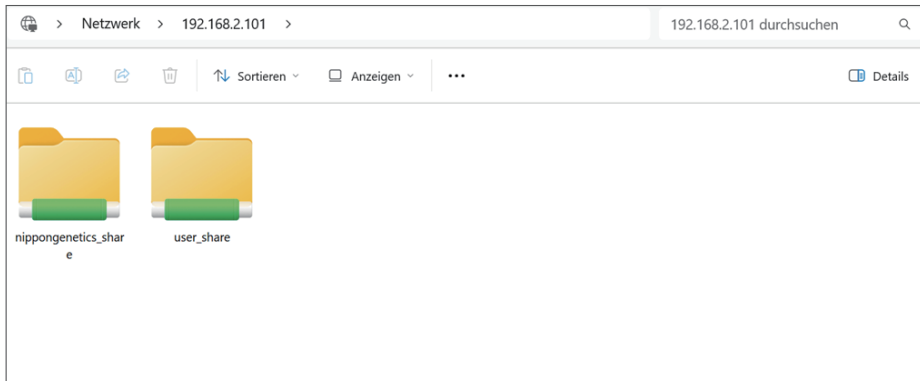 Netzwerk > 192.168.2.101 >
192.168.2.101 durchsuchen
Sortieren
Anzeigen
Details
nippongenetics_shar
e
user_share